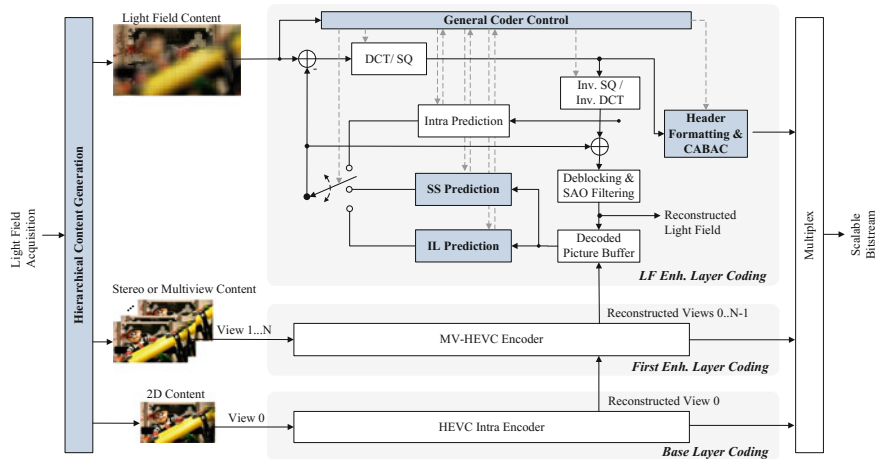 Light Field Content
General Coder Control
-
DCT/ SQ
Inv. SQ /
Inv. DCT
Intra Prediction
Header
Formatting &
CABAC
SS Prediction
Deblocking &
SAO Filtering
Reconstructed
Light Field
IL Prediction
Decoded
Picture Buffer
LF Enh. Layer Coding
Light Field
Acquisition
Hierarchical Content Generation
Multiplex
Scalable
Bitstream
Stereo or Multiview Content
...
View 1...N
Reconstructed Views 0..N-1
MV-HEVC Encoder
First Enh. Layer Coding
2D Content
View 0
Reconstructed View 0
HEVC Intra Encoder
Base Layer Coding